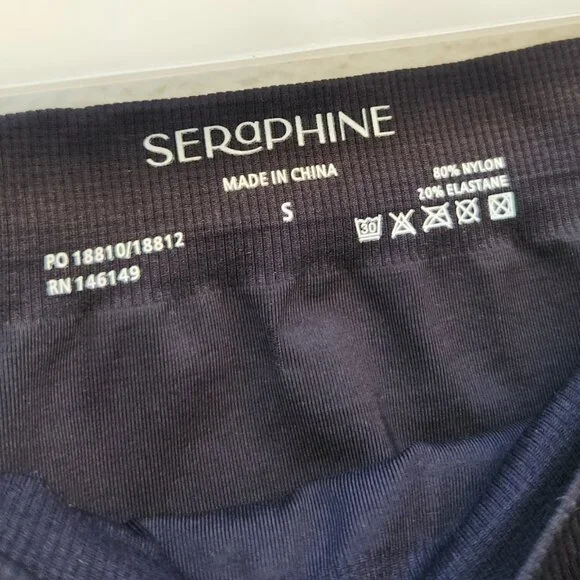 SERaPHINE
MADE IN CHINA
S
80% NYLON
20% ELASTANE
30
PO 18810/18812
RN 146149